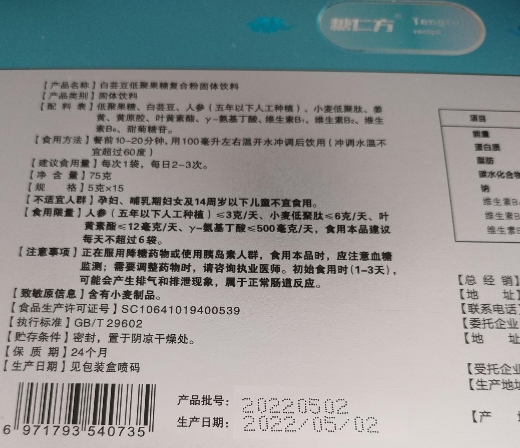 糖仁方
【产品名称】白芸豆低聚果糖复合粉固体饮料
【产品类别】固体饮料
【配 料 表】低聚果糖、白芸豆、人参(五年以下人工种植)、小麦低聚肽、姜
黄、黄原胶、叶黄素酯、γ-氨基丁酸、维生素B₁、维生素B₂、维生
素B₆、甜菊糖苷。
【食用方法】餐前10-20分钟,用100毫升左右温开水冲调后饮用(冲调水温不
宜超过60度)
【建议食用量】每次1袋,每日2-3次。
【净 含 量】75克
【规 格】5克×15
【不适宜人群】孕妇、哺乳期妇女及14周岁以下儿童不宜食用。
【食用限量】人参(五年以下人工种植)≤3克/天、小麦低聚肽≤6克/天、叶
黄素酯≤12毫克/天、γ-氨基丁酸≤500毫克/天,食用本品建议
每天不超过6袋。
【注意事项】正在服用降糖药物或使用胰岛素人群,食用本品时,应注意血糖
监测;需要调整药物时,请咨询执业医师。初始食用时(1-3天),
可能会产生排气和排泄现象,属于正常肠道反应。
【致敏原信息】含有小麦制品。
【食品生产许可证号】SC10641019400539
【执行标准】GB/T 29602
【贮存条件】密封,置于阴凉干燥处。
【保 质 期】24个月
【生产日期】见包装盒喷码
6 971793 540735
产品批号: 20220502
生产日期: 2022/05/02
项目
能量
蛋白质
脂肪
碳水化合物
钠
维生素B
维生素B
维生素B
【总 经 销】
【地 址】
【联系电话】
【委托企业】
【地 址】
【受托企业
【生产地址
【产